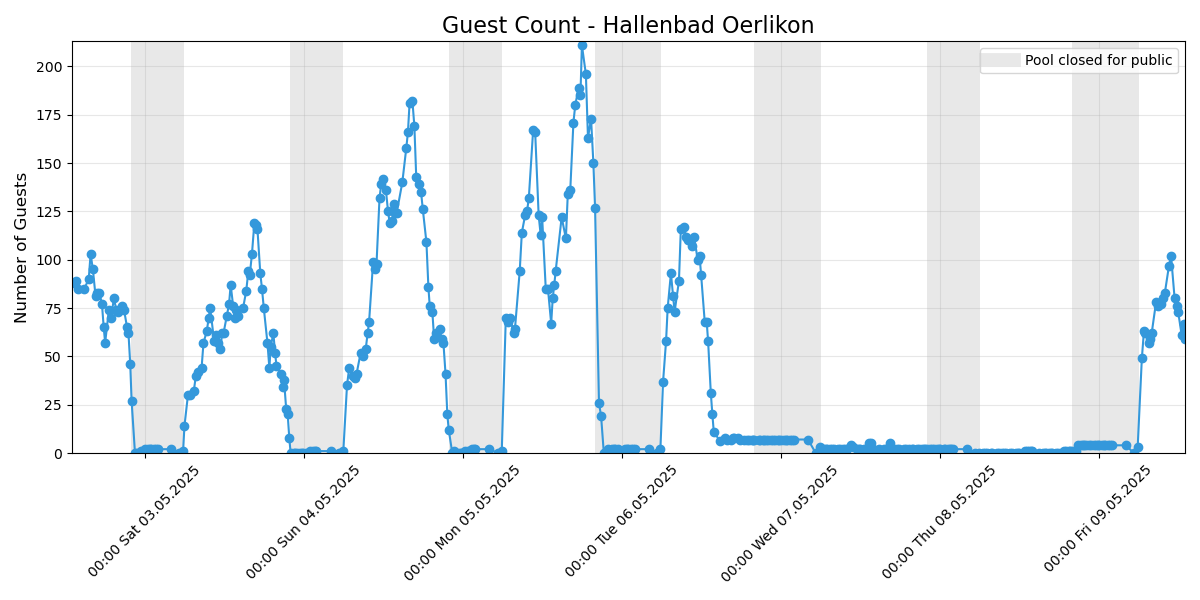 Guest Count - Hallenbad Oerlikon
Pool closed for public
Number of Guests
200
175
150
125
100
75
50
25
0
00:00 Sat 03.05.2025
00:00 Sun 04.05.2025
00:00 Mon 05.05.2025
00:00 Tue 06.05.2025
00:00 Wed 07.05.2025
00:00 Thu 08.05.2025
00:00 Fri 09.05.2025